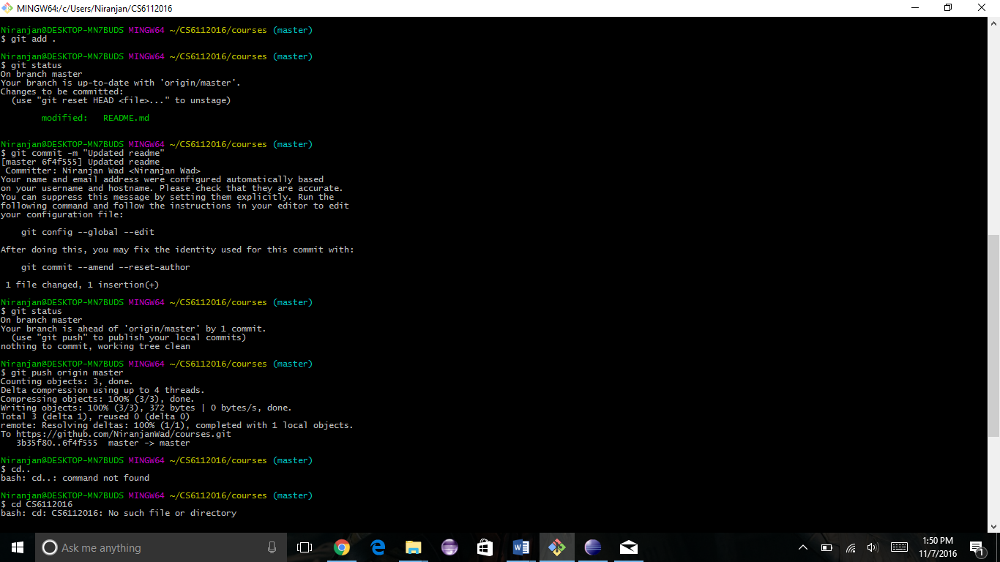 MINGW64:/c/Users/Niranjan/CS6112016
Niranjan@DESKTOP-MN7BUDS MINGW64 ~/CS6112016/courses (master)
$ git add .
Niranjan@DESKTOP-MN7BUDS MINGW64 ~/CS6112016/courses (master)
$ git status
On branch master
Your branch is up-to-date with 'origin/master'.
Changes to be committed:
  (use "git reset HEAD <file>..." to unstage)
        modified:   README.md
Niranjan@DESKTOP-MN7BUDS MINGW64 ~/CS6112016/courses (master)
$ git commit -m "Updated readme"
[master 6f4f555] Updated readme
 Committer: Niranjan Wad <Niranjan Wad>
Your name and email address were configured automatically based
on your username and hostname. Please check that they are accurate.
You can suppress this message by setting them explicitly. Run the
following command and follow the instructions in your editor to edit
your configuration file:
    git config --global --edit
After doing this, you may fix the identity used for this commit with:
    git commit --amend --reset-author
 1 file changed, 1 insertion(+)
Niranjan@DESKTOP-MN7BUDS MINGW64 ~/CS6112016/courses (master)
$ git status
On branch master
Your branch is ahead of 'origin/master' by 1 commit.
  (use "git push" to publish your local commits)
nothing to commit, working tree clean
Niranjan@DESKTOP-MN7BUDS MINGW64 ~/CS6112016/courses (master)
$ git push origin master
Counting objects: 3, done.
Delta compression using up to 4 threads.
Compressing objects: 100% (3/3), done.
Writing objects: 100% (3/3), 372 bytes | 0 bytes/s, done.
Total 3 (delta 1), reused 0 (delta 0)
remote: Resolving deltas: 100% (1/1), completed with 1 local objects.
To https://github.com/NiranjanWad/courses.git
   3b35f80..6f4f555  master -> master
Niranjan@DESKTOP-MN7BUDS MINGW64 ~/CS6112016/courses (master)
$ cd..
bash: cd..: command not found
Niranjan@DESKTOP-MN7BUDS MINGW64 ~/CS6112016/courses (master)
$ cd CS6112016
bash: cd: CS6112016: No such file or directory
Ask me anything
1:50 PM
11/7/2016
1